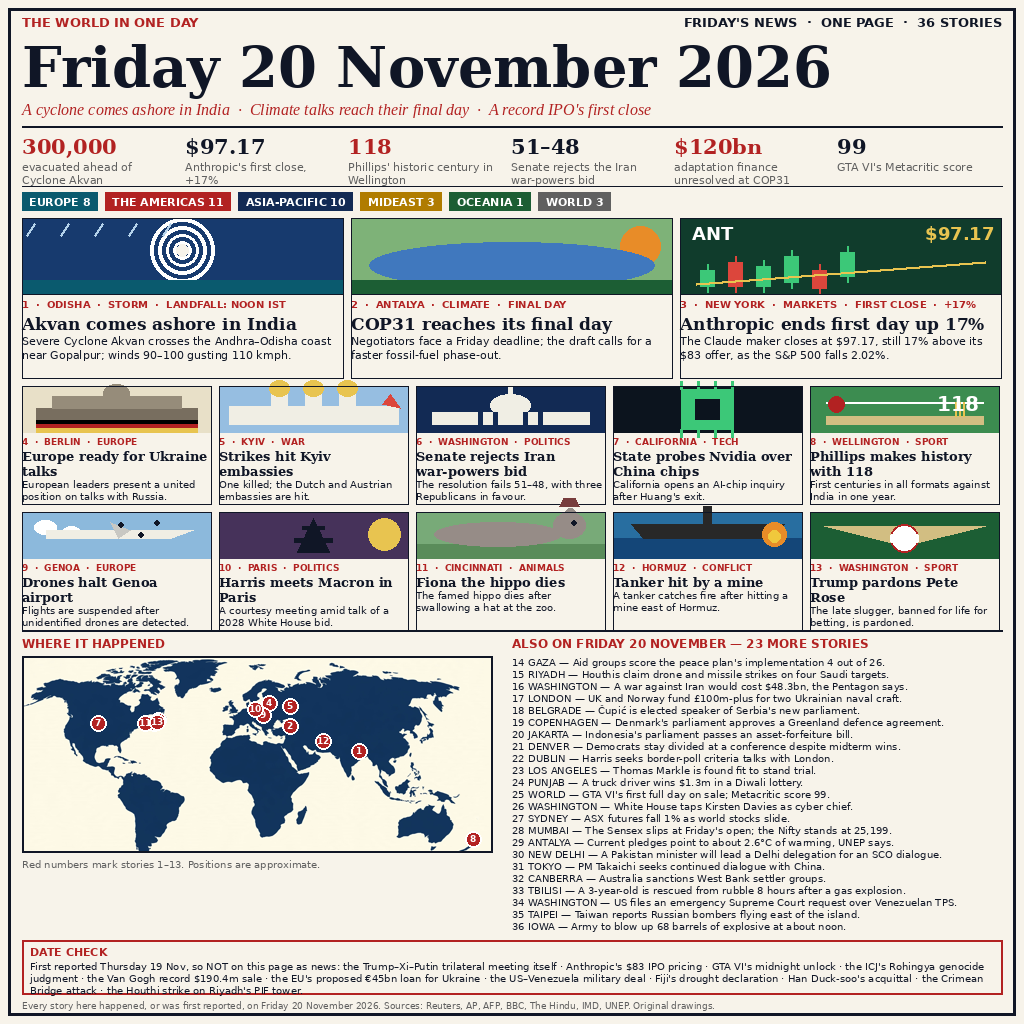 THE WORLD IN ONE DAY
FRIDAY'S NEWS · ONE PAGE · 36 STORIES
Friday 20 November 2026
A cyclone comes ashore in India · Climate talks reach their final day · A record IPO's first close
300,000
evacuated ahead of
Cyclone Akvan
$97.17
Anthropic's first close,
+17%
118
Phillips' historic century in
Wellington
51–48
Senate rejects the Iran
war-powers bid
$120bn
adaptation finance
unresolved at COP31
99
GTA VI's Metacritic score
EUROPE 8
THE AMERICAS 11
ASIA-PACIFIC 10
MIDEAST 3
OCEANIA 1
WORLD 3
1 · ODISHA · STORM · LANDFALL: NOON IST
Akvan comes ashore in India
Severe Cyclone Akvan crosses the Andhra–Odisha coast
near Gopalpur; winds 90–100 gusting 110 kmph.
2 · ANTALYA · CLIMATE · FINAL DAY
COP31 reaches its final day
Negotiators face a Friday deadline; the draft calls for a
faster fossil-fuel phase-out.
ANT
$97.17
3 · NEW YORK · MARKETS · FIRST CLOSE · +17%
Anthropic ends first day up 17%
The Claude maker closes at $97.17, still 17% above its
$83 offer, as the S&P 500 falls 2.02%.
4 · BERLIN · EUROPE
Europe ready for Ukraine
talks
European leaders present a united
position on talks with Russia.
5 · KYIV · WAR
Strikes hit Kyiv
embassies
One killed; the Dutch and Austrian
embassies are hit.
6 · WASHINGTON · POLITICS
Senate rejects Iran
war-powers bid
The resolution fails 51–48, with three
Republicans in favour.
7 · CALIFORNIA · TECH
State probes Nvidia over
China chips
California opens an AI-chip inquiry
after Huang's exit.
118
8 · WELLINGTON · SPORT
Phillips makes history
with 118
First centuries in all formats against
India in one year.
9 · GENOA · EUROPE
Drones halt Genoa
airport
Flights are suspended after
unidentified drones are detected.
10 · PARIS · POLITICS
Harris meets Macron in
Paris
A courtesy meeting amid talk of a
2028 White House bid.
11 · CINCINNATI · ANIMALS
Fiona the hippo dies
The famed hippo dies after
swallowing a hat at the zoo.
12 · HORMUZ · CONFLICT
Tanker hit by a mine
A tanker catches fire after hitting a
mine east of Hormuz.
13 · WASHINGTON · SPORT
Trump pardons Pete
Rose
The late slugger, banned for life for
betting, is pardoned.
WHERE IT HAPPENED
7
11
13
10
9
4
5
2
12
1
8
Red numbers mark stories 1–13. Positions are approximate.
ALSO ON FRIDAY 20 NOVEMBER — 23 MORE STORIES
14 GAZA — Aid groups score the peace plan's implementation 4 out of 26.
15 RIYADH — Houthis claim drone and missile strikes on four Saudi targets.
16 WASHINGTON — A war against Iran would cost $48.3bn, the Pentagon says.
17 LONDON — UK and Norway fund £100m-plus for two Ukrainian naval craft.
18 BELGRADE — Ćupić is elected speaker of Serbia's new parliament.
19 COPENHAGEN — Denmark's parliament approves a Greenland defence agreement.
20 JAKARTA — Indonesia's parliament passes an asset-forfeiture bill.
21 DENVER — Democrats stay divided at a conference despite midterm wins.
22 DUBLIN — Harris seeks border-poll criteria talks with London.
23 LOS ANGELES — Thomas Markle is found fit to stand trial.
24 PUNJAB — A truck driver wins $1.3m in a Diwali lottery.
25 WORLD — GTA VI's first full day on sale; Metacritic score 99.
26 WASHINGTON — White House taps Kirsten Davies as cyber chief.
27 SYDNEY — ASX futures fall 1% as world stocks slide.
28 MUMBAI — The Sensex slips at Friday's open; the Nifty stands at 25,199.
29 ANTALYA — Current pledges point to about 2.6°C of warming, UNEP says.
30 NEW DELHI — A Pakistan minister will lead a Delhi delegation for an SCO dialogue.
31 TOKYO — PM Takaichi seeks continued dialogue with China.
32 CANBERRA — Australia sanctions West Bank settler groups.
33 TBILISI — A 3-year-old is rescued from rubble 8 hours after a gas explosion.
34 WASHINGTON — US files an emergency Supreme Court request over Venezuelan TPS.
35 TAIPEI — Taiwan reports Russian bombers flying east of the island.
36 IOWA — Army to blow up 68 barrels of explosive at about noon.
DATE CHECK
First reported Thursday 19 Nov, so NOT on this page as news: the Trump–Xi–Putin trilateral meeting itself · Anthropic's $83 IPO pricing · GTA VI's midnight unlock · the ICJ's Rohingya genocide
judgment · the Van Gogh record $190.4m sale · the EU's proposed €45bn loan for Ukraine · the US–Venezuela military deal · Fiji's drought declaration · Han Duck-soo's acquittal · the Crimean
Bridge attack · the Houthi strike on Riyadh's PIF tower.
Every story here happened, or was first reported, on Friday 20 November 2026. Sources: Reuters, AP, AFP, BBC, The Hindu, IMD, UNEP. Original drawings.